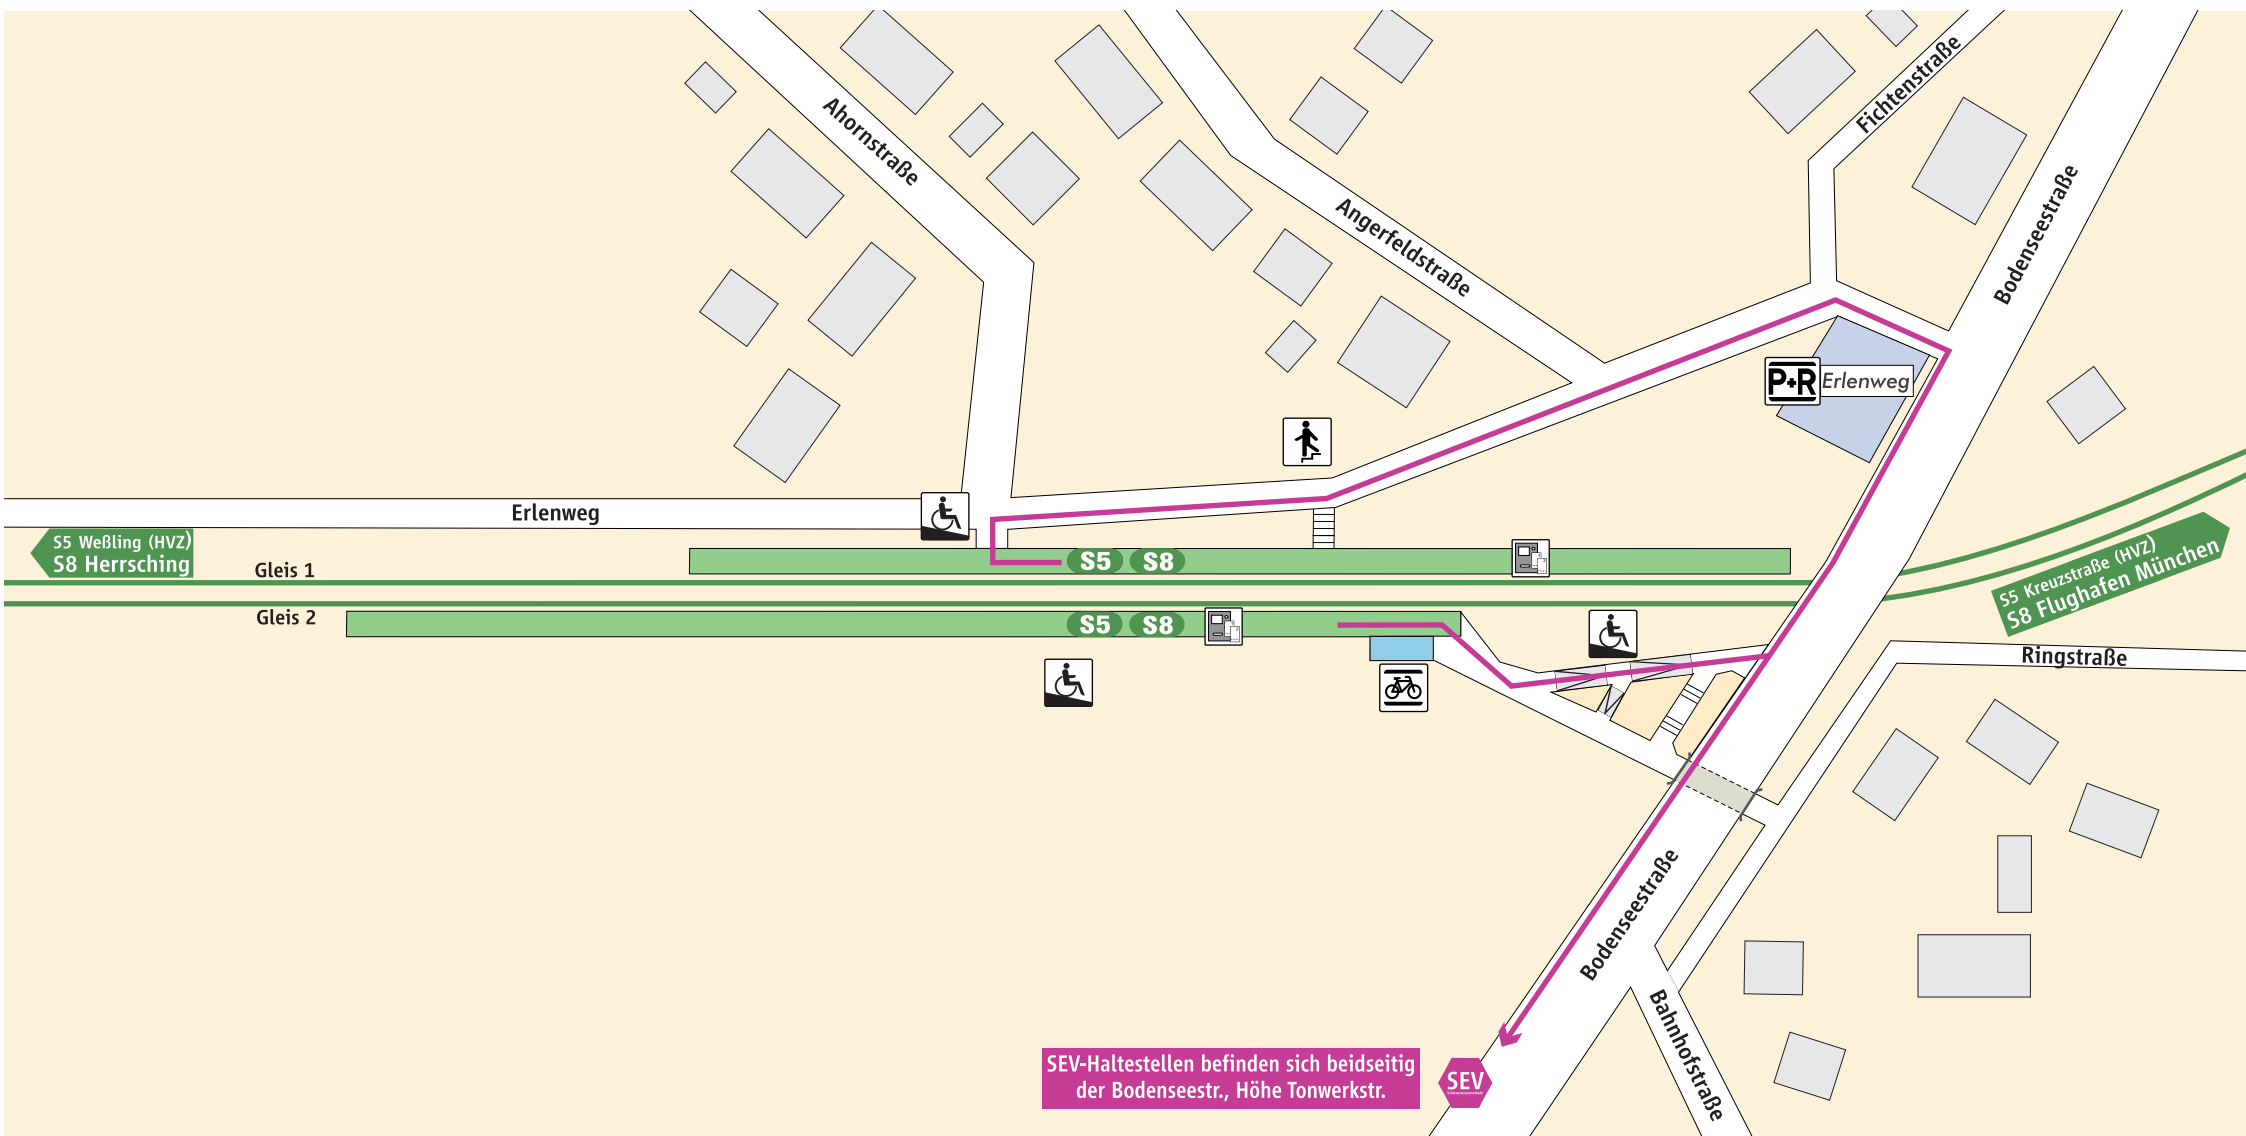 Ahornstraße
Angerfeldstraße
Fichtenstraße
Bodenseestraße
P+R Erlenweg
Erlenweg
S5 Weßling (HVZ)
S8 Herrsching
Gleis 1
S5 S8
S5 Kreuzstraße (HVZ)
S8 Flughafen München
Gleis 2
S5 S8
Ringstraße
Bodenseestraße
Bahnhofstraße
SEV-Haltestellen befinden sich beidseitig
der Bodenseestr., Höhe Tonwerkstr.
SEV